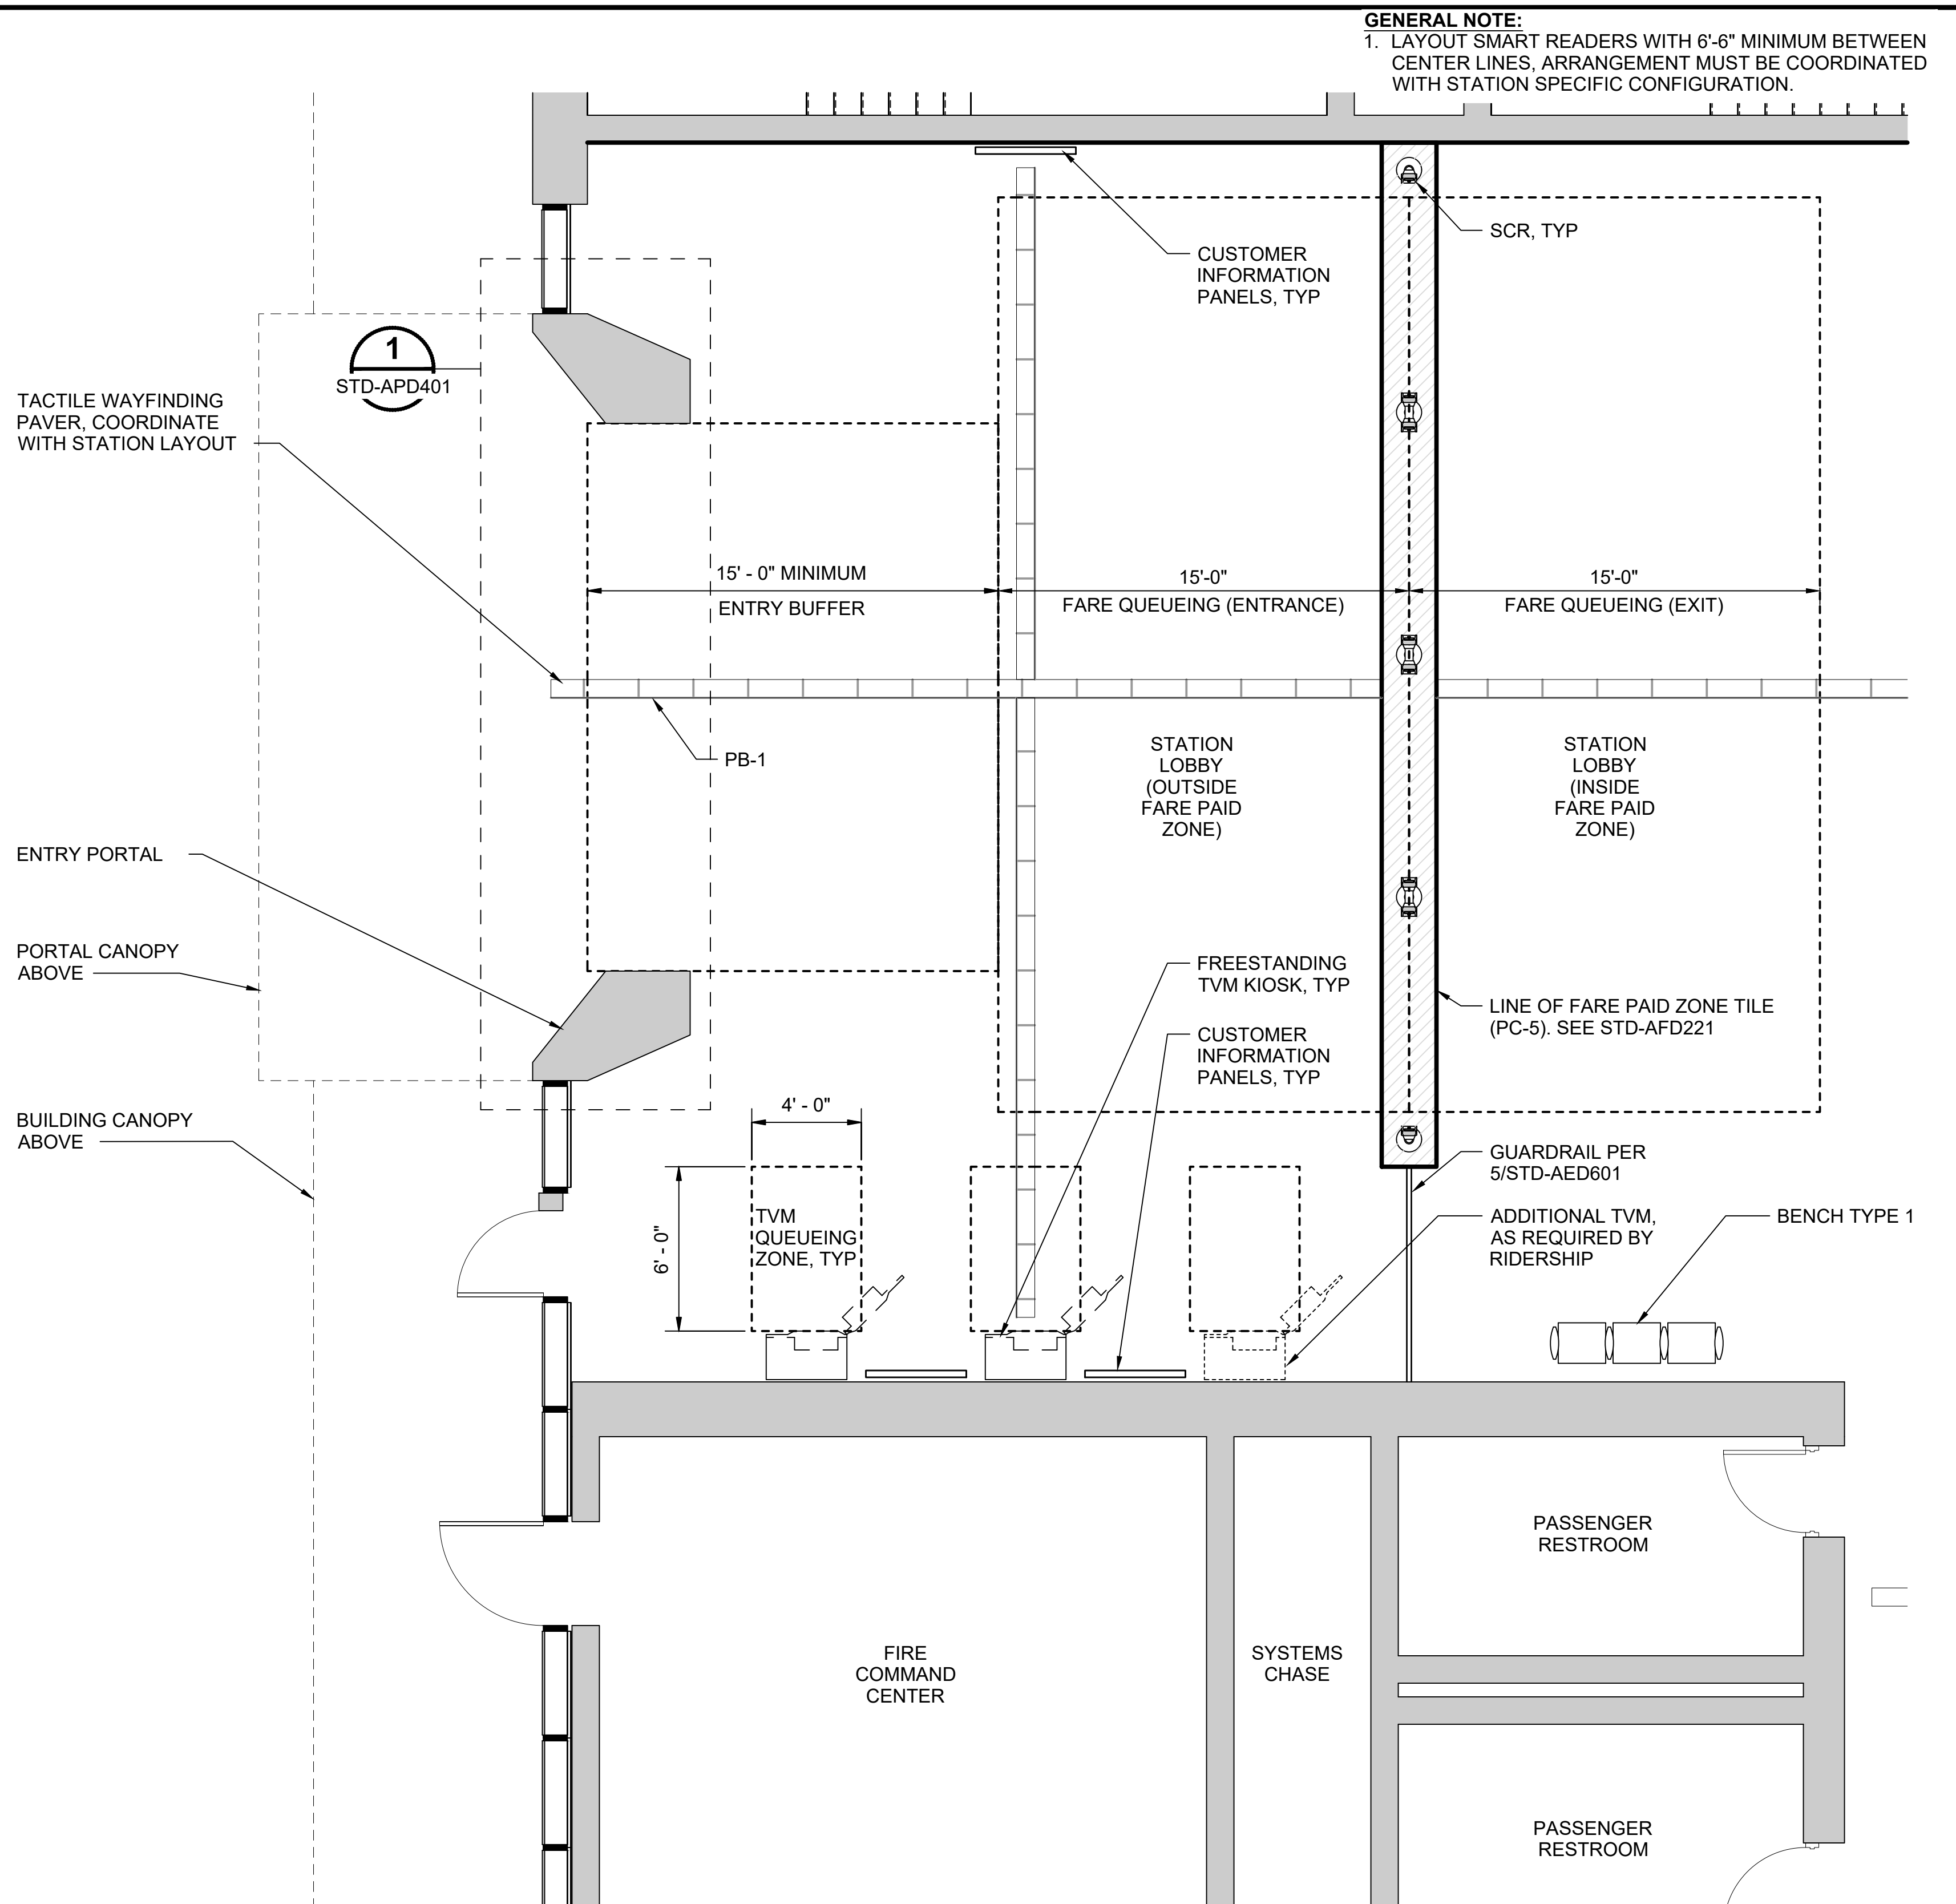 GENERAL NOTE:
1. LAYOUT SMART READERS WITH 6'-6" MINIMUM BETWEEN
CENTER LINES, ARRANGEMENT MUST BE COORDINATED
WITH STATION SPECIFIC CONFIGURATION.
SCR, TYP
CUSTOMER
INFORMATION
PANELS, TYP
1
STD-APD401
TACTILE WAYFINDING
PAVER, COORDINATE
WITH STATION LAYOUT
15' - 0" MINIMUM
ENTRY BUFFER
15'-0"
FARE QUEUEING (ENTRANCE)
15'-0"
FARE QUEUEING (EXIT)
PB-1
STATION
LOBBY
(OUTSIDE
FARE PAID
ZONE)
STATION
LOBBY
(INSIDE
FARE PAID
ZONE)
ENTRY PORTAL
PORTAL CANOPY
ABOVE
FREESTANDING
TVM KIOSK, TYP
LINE OF FARE PAID ZONE TILE
(PC-5). SEE STD-AFD221
CUSTOMER
INFORMATION
PANELS, TYP
BUILDING CANOPY
ABOVE
4' - 0"
6' - 0"
TVM
QUEUEING
ZONE, TYP
GUARDRAIL PER
5/STD-AED601
ADDITIONAL TVM,
AS REQUIRED BY
RIDERSHIP
BENCH TYPE 1
PASSENGER
RESTROOM
FIRE
COMMAND
CENTER
SYSTEMS
CHASE
PASSENGER
RESTROOM